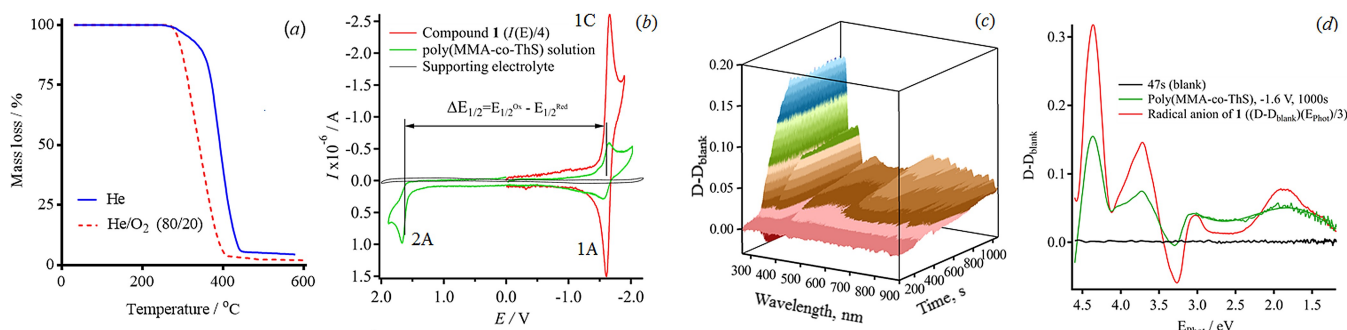 (a)
Mass loss / %
100
75
50
25
0
He
He/O2 (80/20)
0
200
400
600
Temperature / °C
(b)
1C
-2.5
-2.0
-1.5
-1.0
-0.5
0.0
0.5
1.0
1.5
I x10-6 / A
Compound 1 (I(E)/4)
poly(MMA-co-ThS) solution
Supporting electrolyte
ΔE1/2=E1/2Ox - E1/2Red
2A
1A
2.0
1.0
0.0
-1.0
-2.0
E / V
(c)
0.20
0.15
0.10
0.05
0.00
D-Dblank
300
400
500
600
700
800
900
Wavelength, nm
200
400
600
800
1000
Time, s
(d)
0.3
0.2
0.1
0.0
D-Dblank
47s (blank)
Poly(MMA-co-ThS), -1.6 V, 1000s
Radical anion of 1 ((D-Dblank)(EPhot)/3)
4.5
4.0
3.5
3.0
2.5
2.0
1.5
EPhot / eV